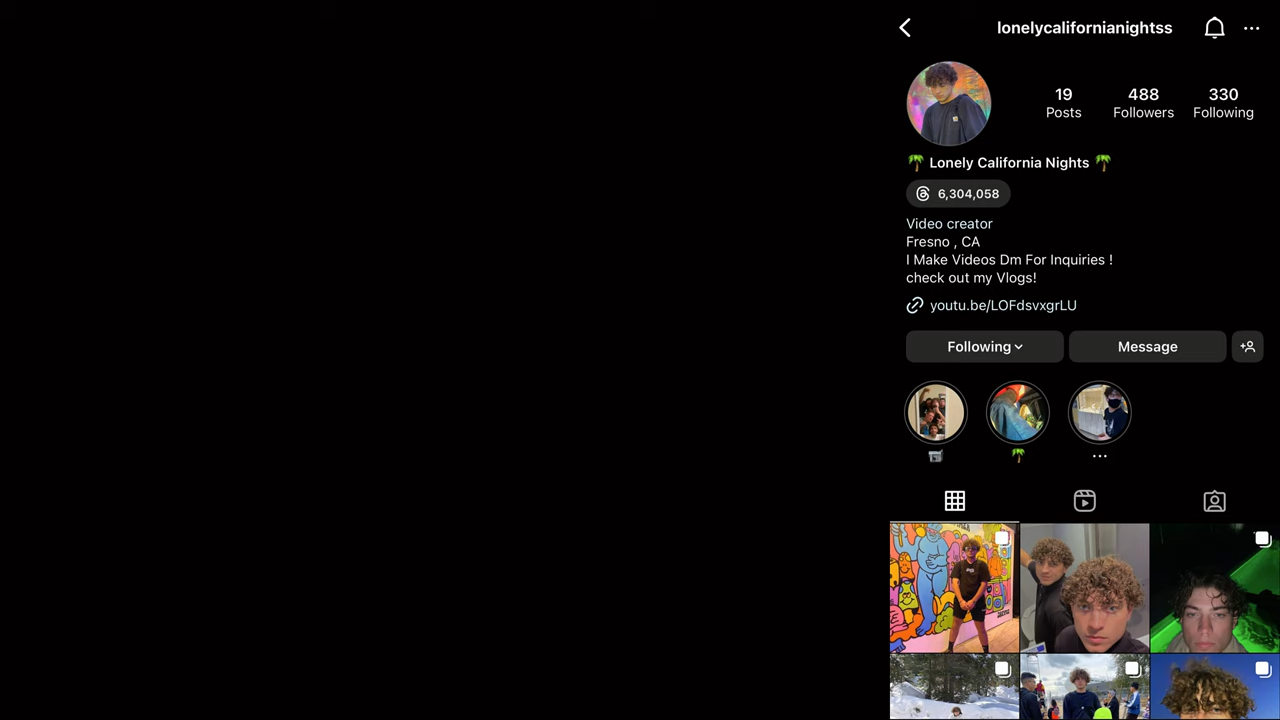 lonelycalifornianightss
19
Posts
488
Followers
330
Following
🌴 Lonely California Nights 🌴
6,304,058
Video creator
Fresno , CA
I Make Videos Dm For Inquiries !
check out my Vlogs!
youtu.be/LOFdsvxgrLU
Following
Message